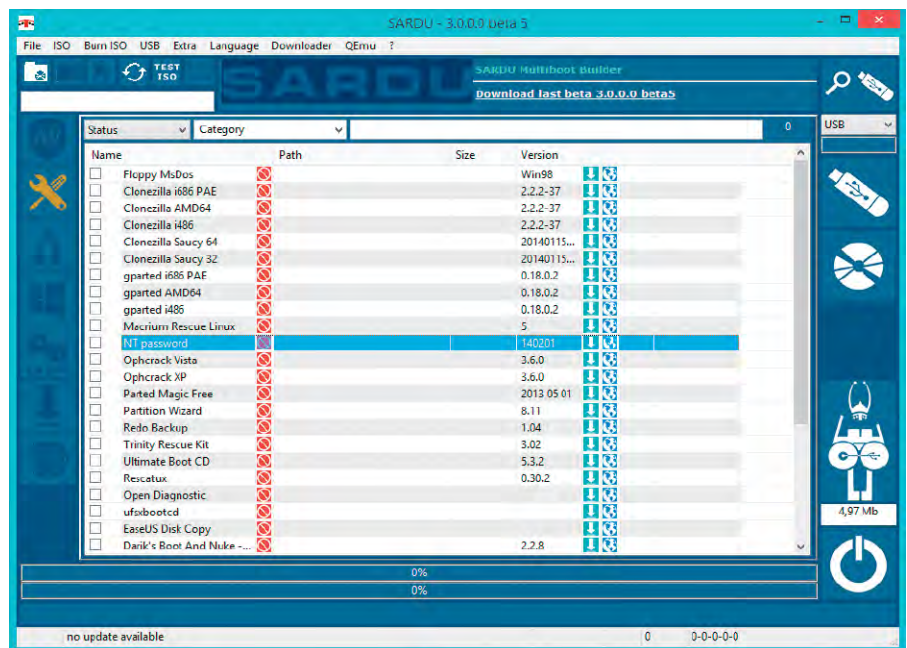 SARDU - 3.0.0.0 beta 5
File ISO Burn ISO USB Extra Language Downloader QEmu ?
TEST ISO
SARDU
SARDU Multiboot Builder
Download last beta 3.0.0.0 beta5
Status Category 0 USB
Name Path Size Version
Floppy MsDos Win98
Clonezilla i686 PAE 2.2.2-37
Clonezilla AMD64 2.2.2-37
Clonezilla i486 2.2.2-37
Clonezilla Saucy 64 20140115...
Clonezilla Saucy 32 20140115...
gparted i686 PAE 0.18.0.2
gparted AMD64 0.18.0.2
gparted i486 0.18.0.2
Macrium Rescue Linux 5
NT password 140201
Ophcrack Vista 3.6.0
Ophcrack XP 3.6.0
Parted Magic Free 2013 05 01
Partition Wizard 8.11
Redo Backup 1.04
Trinity Rescue Kit 3.02
Ultimate Boot CD 5.3.2
Rescatux 0.30.2
Open Diagnostic
ufsxbootcd
EaseUS Disk Copy
Darik's Boot And Nuke -... 2.2.8
4,97 Mb
0%
0%
no update available 0 0-0-0-0-0